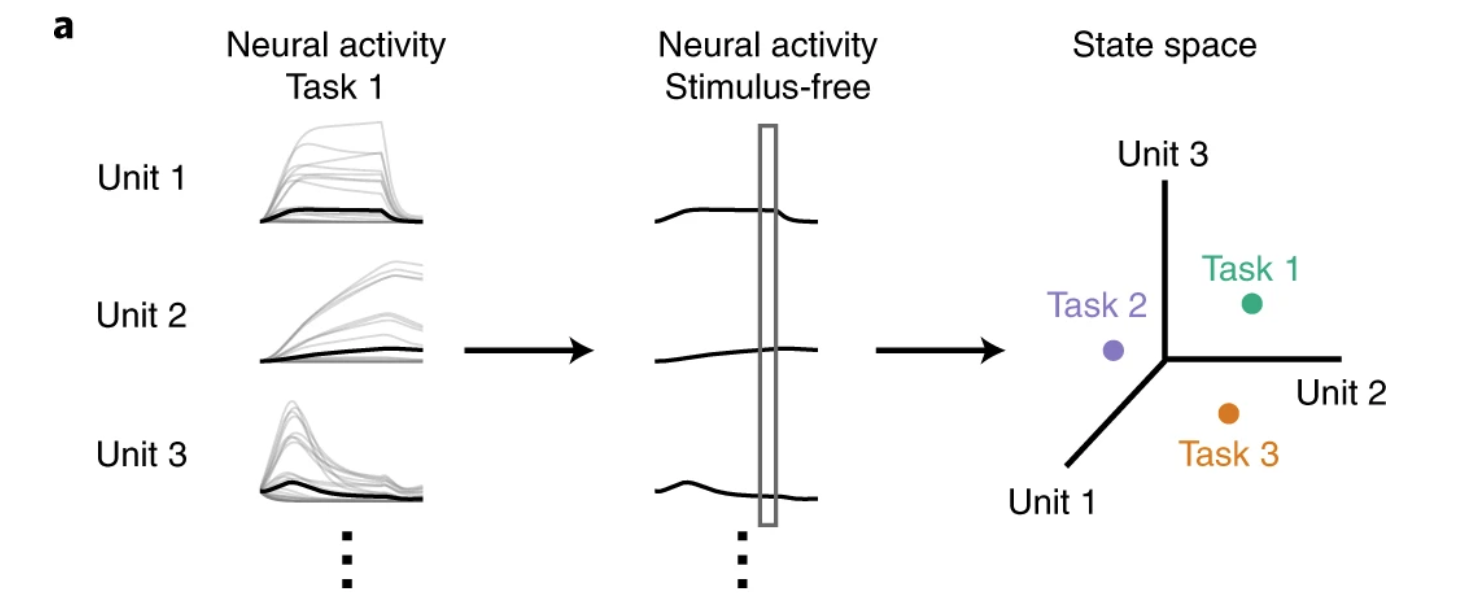 a
Neural activity
Task 1
Neural activity
Stimulus-free
State space
Unit 1
Unit 2
Unit 3
Unit 3
Task 1
Task 2
Unit 2
Task 3
Unit 1